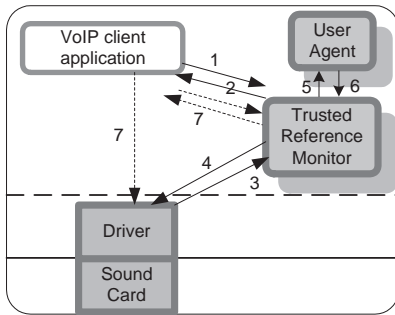 VoIP client
application
User
Agent
1
2
5
6
7
7
Trusted
Reference
Monitor
4
3
Driver
Sound
Card